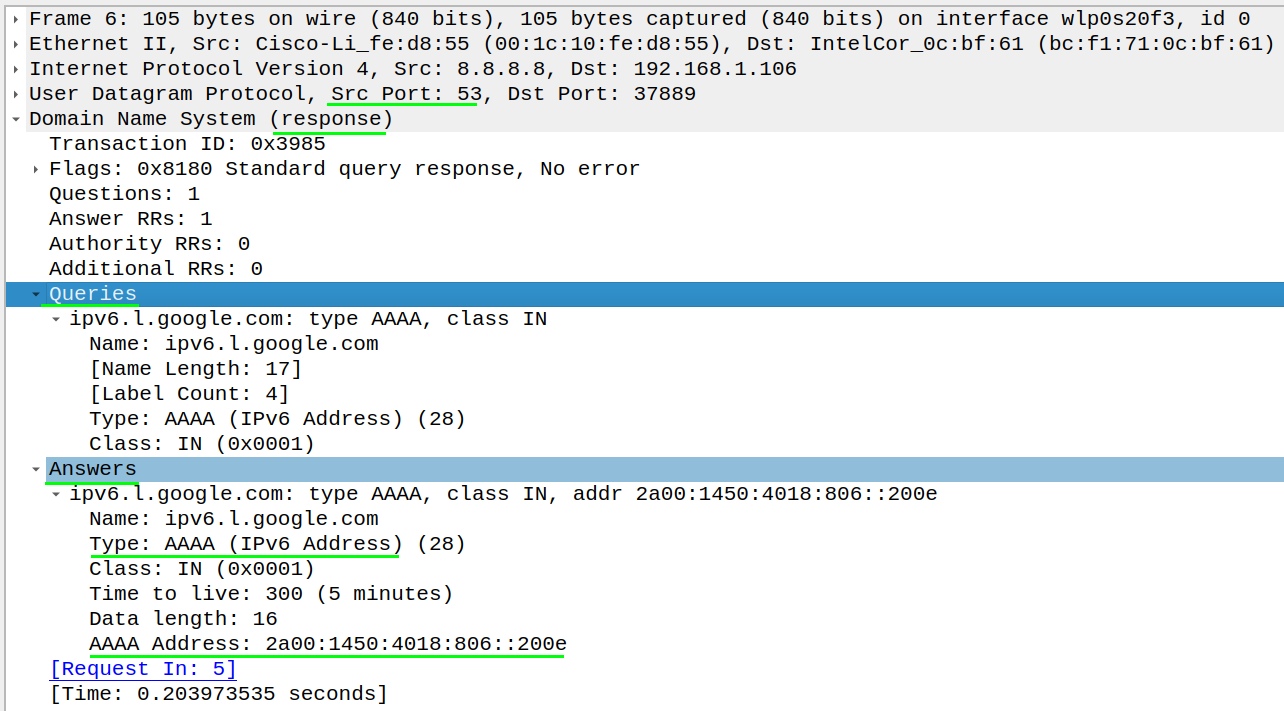 Frame 6: 105 bytes on wire (840 bits), 105 bytes captured (840 bits) on interface wlp0s20f3, id 0
Ethernet II, Src: Cisco-Li_fe:d8:55 (00:1c:10:fe:d8:55), Dst: IntelCor_0c:bf:61 (bc:f1:71:0c:bf:61)
Internet Protocol Version 4, Src: 8.8.8.8, Dst: 192.168.1.106
User Datagram Protocol, Src Port: 53, Dst Port: 37889
Domain Name System (response)
Transaction ID: 0x3985
Flags: 0x8180 Standard query response, No error
Questions: 1
Answer RRs: 1
Authority RRs: 0
Additional RRs: 0
Queries
ipv6.l.google.com: type AAAA, class IN
Name: ipv6.l.google.com
[Name Length: 17]
[Label Count: 4]
Type: AAAA (IPv6 Address) (28)
Class: IN (0x0001)
Answers
ipv6.l.google.com: type AAAA, class IN, addr 2a00:1450:4018:806::200e
Name: ipv6.l.google.com
Type: AAAA (IPv6 Address) (28)
Class: IN (0x0001)
Time to live: 300 (5 minutes)
Data length: 16
AAAA Address: 2a00:1450:4018:806::200e
[Request In: 5]
[Time: 0.203973535 seconds]